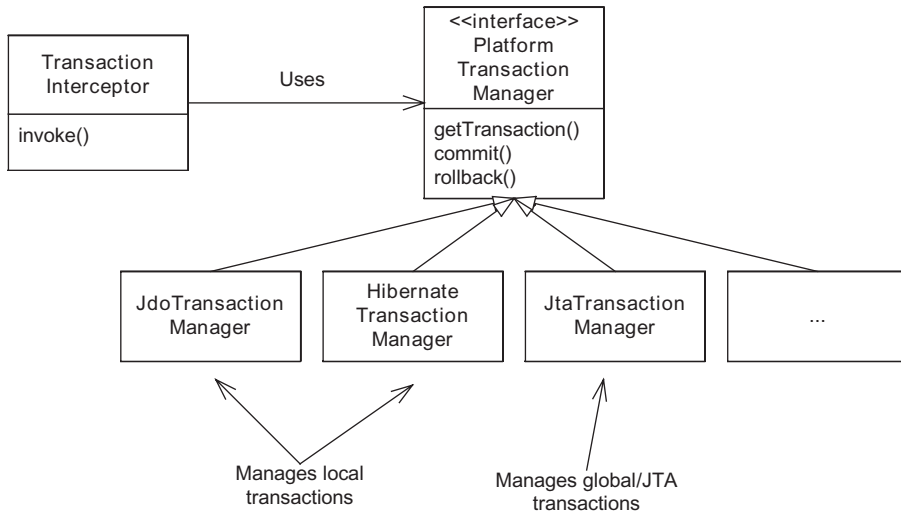 <<interface>>
Platform
Transaction
Manager
Transaction
Interceptor
Uses
invoke()
getTransaction()
commit()
rollback()
JdoTransaction
Manager
Hibernate
Transaction
Manager
JtaTransaction
Manager
...
Manages local
transactions
Manages global/JTA
transactions